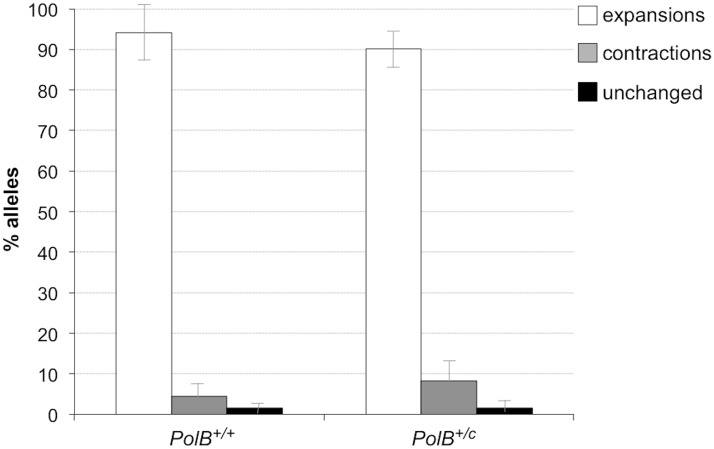 100
90
80
70
60
50
40
30
20
10
0
% alleles
PolB+/+
PolB+/c
expansions
contractions
unchanged